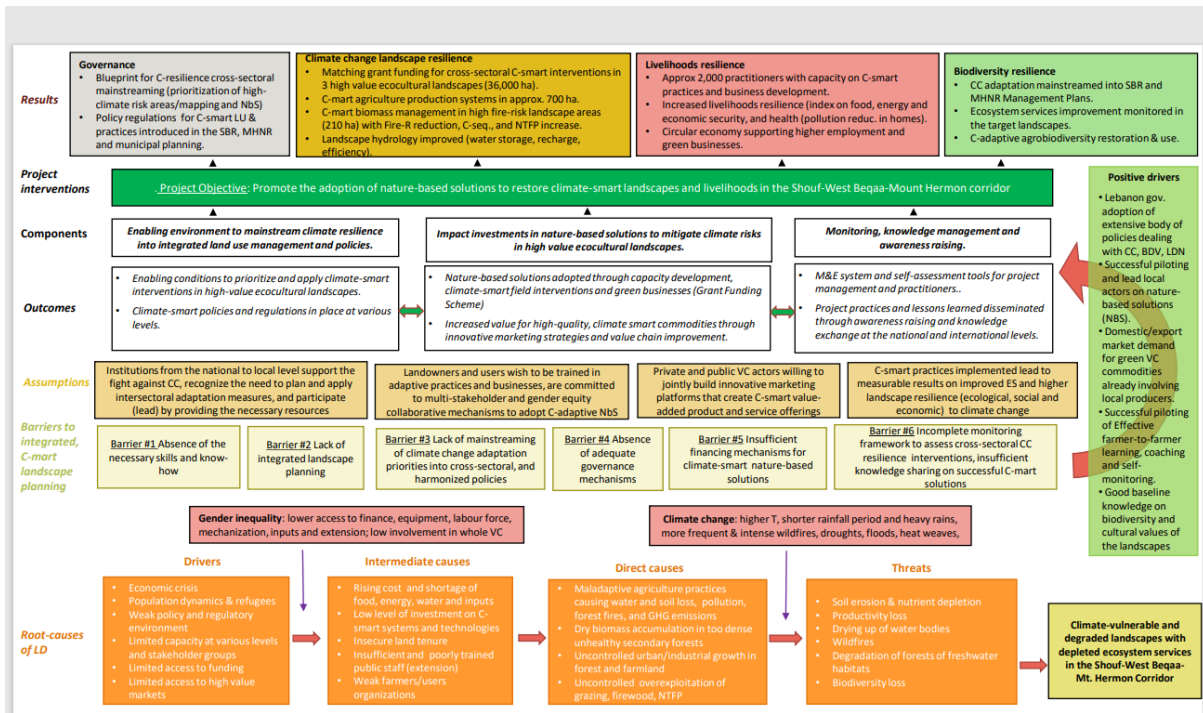 Results
Governance
• Blueprint for C-resilience cross-sectoral
mainstreaming (prioritization of high-
climate risk areas/mapping and NbS)
• Policy regulations for C-smart LU &
practices introduced in the SBR, MHNR
and municipal planning.
Climate change landscape resilience
• Matching grant funding for cross-sectoral C-smart interventions in
3 high value ecocultural landscapes (36,000 ha).
• C-mart agriculture production systems in approx. 700 ha.
• C-mart biomass management in high fire-risk landscape areas
(210 ha) with Fire-R reduction, C-seq., and NTFP increase.
• Landscape hydrology improved (water storage, recharge,
efficiency).
Livelihoods resilience
• Approx 2,000 practitioners with capacity on C-smart
practices and business development.
• Increased livelihoods resilience (index on food, energy and
economic security, and health (pollution reduc. in homes).
• Circular economy supporting higher employment and
green businesses.
Biodiversity resilience
• CC adaptation mainstreamed into SBR and
MHNR Management Plans.
• Ecosystem services improvement monitored in
the target landscapes.
• C-adaptive agrobiodiversity restoration & use.
Project
interventions
. Project Objective: Promote the adoption of nature-based solutions to restore climate-smart landscapes and livelihoods in the Shouf-West Beqaa-Mount Hermon corridor
Components
Enabling environment to mainstream climate resilience
into integrated land use management and policies.
Impact investments in nature-based solutions to mitigate climate risks
in high value ecocultural landscapes.
Monitoring, knowledge management and
awareness raising.
Outcomes
• Enabling conditions to prioritize and apply climate-smart
interventions in high-value ecocultural landscapes.
• Climate-smart policies and regulations in place at various
levels.
• Nature-based solutions adopted through capacity development,
climate-smart field interventions and green businesses (Grant Funding
Scheme)
• Increased value for high-quality, climate smart commodities through
innovative marketing strategies and value chain improvement.
• M&E system and self-assessment tools for project
management and practitioners..
• Project practices and lessons learned disseminated
through awareness raising and knowledge
exchange at the national and international levels.
Positive drivers
• Lebanon gov.
adoption of
extensive body of
policies dealing
with CC, BDV, LDN
• Successful piloting
and lead local
actors on nature-
based solutions
(NBS).
• Domestic/export
market demand
for green VC
commodities
already involving
local producers.
• Successful piloting
of Effective
farmer-to-farmer
learning, coaching
and self-
monitoring.
• Good baseline
knowledge on
biodiversity and
cultural values of
the landscapes
Assumptions
Institutions from the national to local level support the
fight against CC, recognize the need to plan and apply
intersectoral adaptation measures, and participate
(lead) by providing the necessary resources
Landowners and users wish to be trained in
adaptive practices and businesses, are committed
to multi-stakeholder and gender equity
collaborative mechanisms to adopt C-adaptive NbS
Private and public VC actors willing to
jointly build innovative marketing
platforms that create C-smart value-
added product and service offerings
C-smart practices implemented lead to
measurable results on improved ES and higher
landscape resilience (ecological, social and
economic) to climate change
Barriers to
integrated,
C-mart
landscape
planning
Barrier #1 Absence of the
necessary skills and know-
how
Barrier #2 Lack of
integrated landscape
planning
Barrier #3 Lack of mainstreaming
of climate change adaptation
priorities into cross-sectoral, and
harmonized policies
Barrier #4 Absence
of adequate
governance
mechanisms
Barrier #5 Insufficient
financing mechanisms for
climate-smart nature-based
solutions
Barrier #6 Incomplete monitoring
framework to assess cross-sectoral CC
resilience interventions, insufficient
knowledge sharing on successful C-mart
solutions
Gender inequality: lower access to finance, equipment, labour force,
mechanization, inputs and extension; low involvement in whole VC
Climate change: higher T, shorter rainfall period and heavy rains,
more frequent & intense wildfires, droughts, floods, heat weaves,
Root-causes
of LD
Drivers
• Economic crisis
• Population dynamics & refugees
• Weak policy and regulatory
environment
• Limited capacity at various levels
and stakeholder groups
• Limited access to funding
• Limited access to high value
markets
Intermediate causes
• Rising cost and shortage of
food, energy, water and inputs
• Low level of investment on C-
smart systems and technologies
• Insecure land tenure
• Insufficient and poorly trained
public staff (extension)
• Weak farmers/users
organizations
Direct causes
• Maladaptive agriculture practices
causing water and soil loss, pollution,
forest fires, and GHG emissions
• Dry biomass accumulation in too dense
unhealthy secondary forests
• Uncontrolled urban/industrial growth in
forest and farmland
• Uncontrolled overexploitation of
grazing, firewood, NTFP
Threats
• Soil erosion & nutrient depletion
• Productivity loss
• Drying up of water bodies
• Wildfires
• Degradation of forests of freshwater
habitats
• Biodiversity loss
Climate-vulnerable and
degraded landscapes with
depleted ecosystem services
in the Shouf-West Beqaa-
Mt. Hermon Corridor